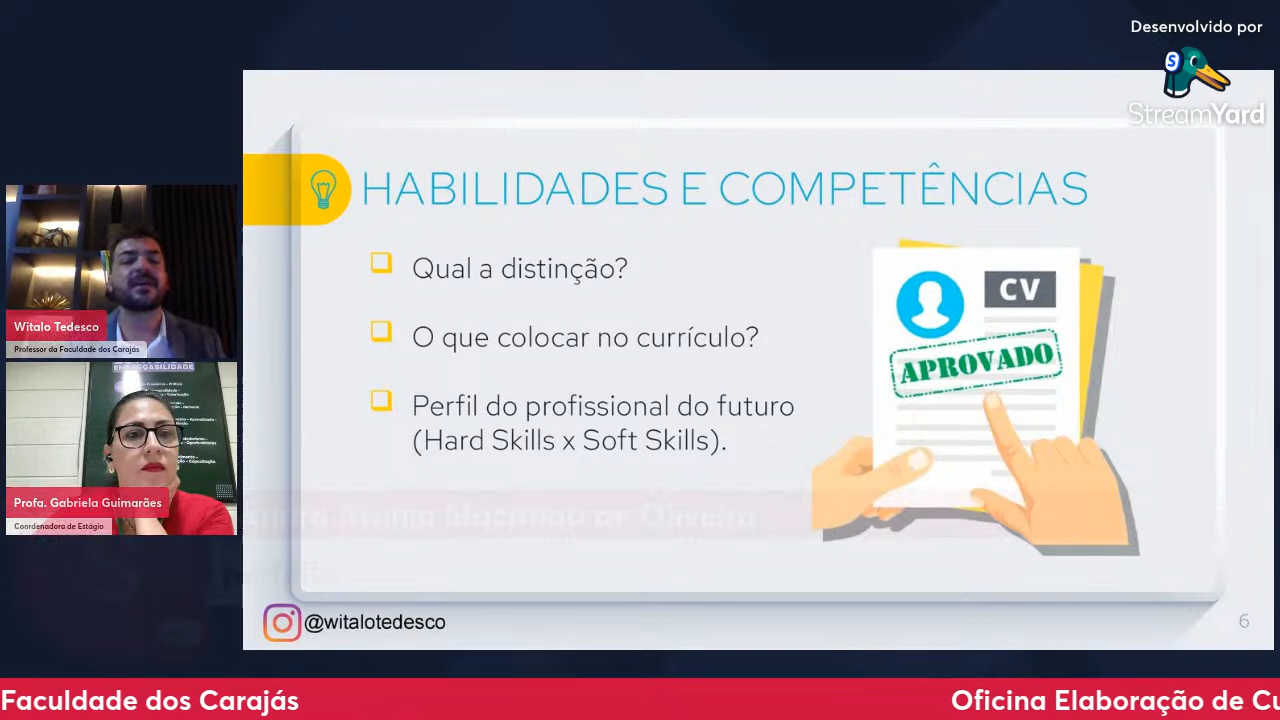 Desenvolvido por
StreamYard
HABILIDADES E COMPETÊNCIAS
Qual a distinção?
O que colocar no currículo?
Perfil do profissional do futuro
(Hard Skills x Soft Skills).
CV
APROVADO
Witalo Tedesco
Professor da Faculdade dos Carajás
EMPREGABILIDADE
Profa. Gabriela Guimarães
Coordenadora de Estágio
@witalotedesco
6
Faculdade dos Carajás
Oficina Elaboração de Cu